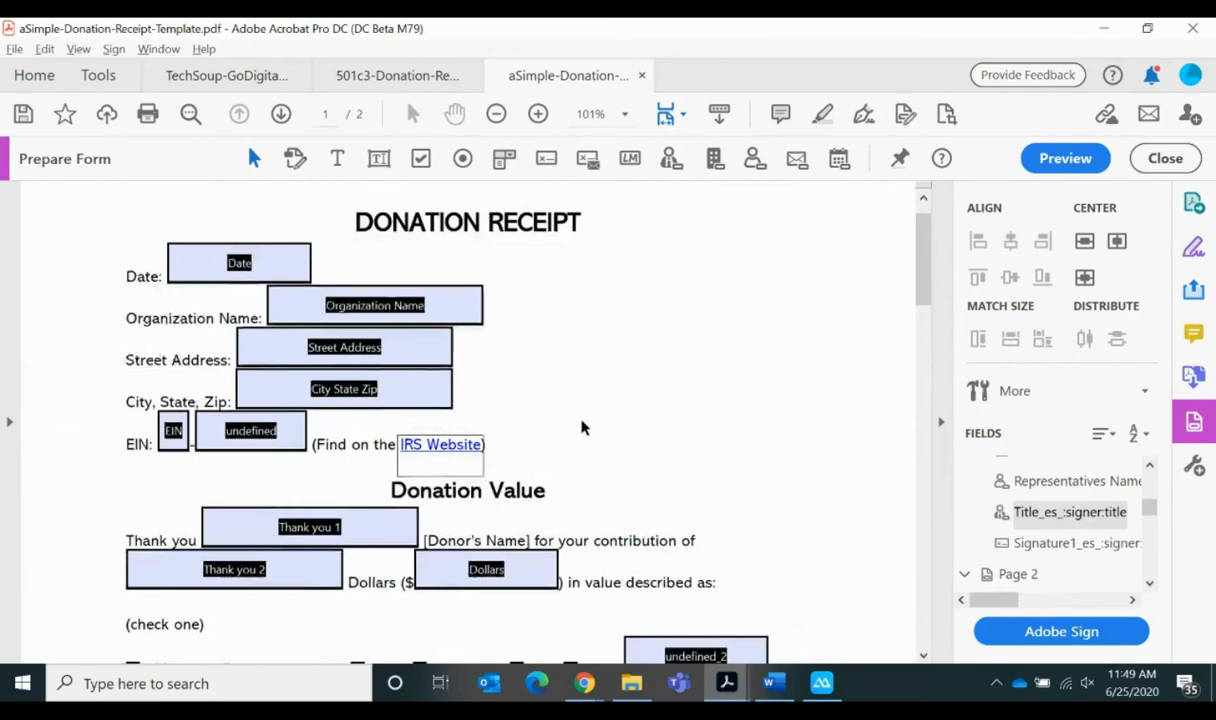 aSimple-Donation-Receipt-Template.pdf - Adobe Acrobat Pro DC (DC Beta M79)
File Edit View Sign Window Help
Home Tools TechSoup-GoDigita... 501c3-Donation-Re... aSimple-Donation-... × Provide Feedback
1 / 2 101%
Prepare Form Preview Close
DONATION RECEIPT
Date: Date
Organization Name: Organization Name
Street Address: Street Address
City, State, Zip: City State Zip
EIN: EIN - undefined (Find on the IRS Website)
Donation Value
Thank you Thank you 1 [Donor's Name] for your contribution of
Thank you 2 Dollars ($ Dollars ) in value described as:
(check one)
undefined_2
ALIGN CENTER
MATCH SIZE DISTRIBUTE
More
FIELDS
Representatives Name
Title_es_:signer:title
Signature1_es_:signer:
Page 2
Adobe Sign
Type here to search
11:49 AM
6/25/2020
35